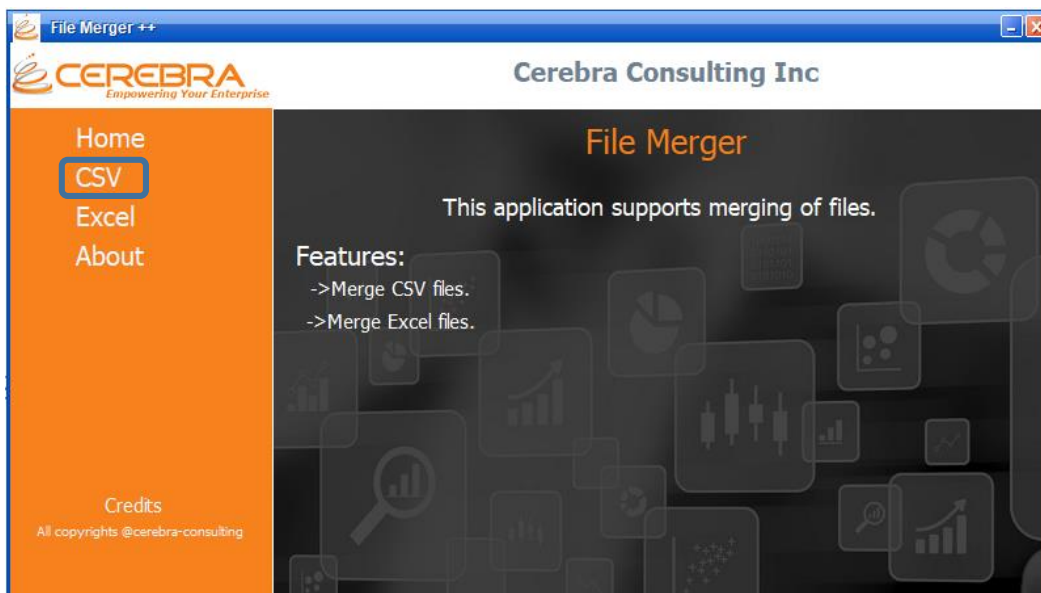 File Merger ++
CEREBRA
Empowering Your Enterprise
Cerebra Consulting Inc
Home
CSV
Excel
About
Credits
All copyrights @cerebra-consulting
File Merger
This application supports merging of files.
Features:
->Merge CSV files.
->Merge Excel files.